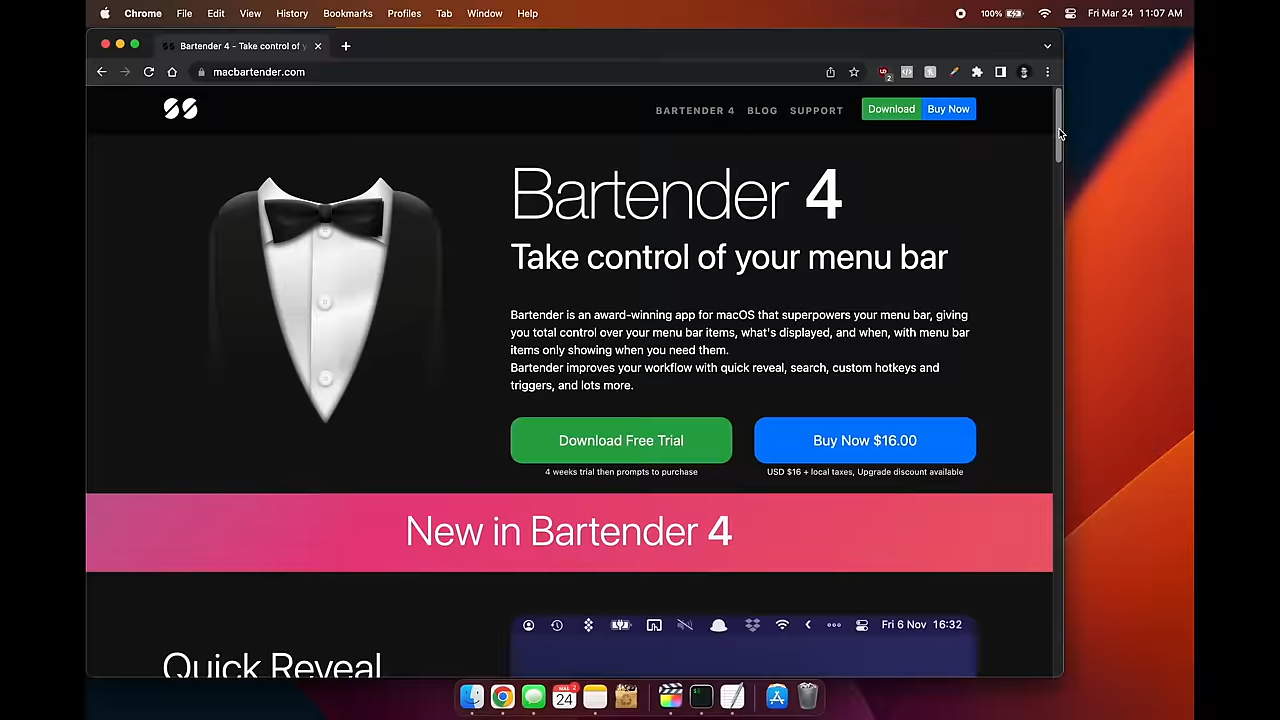 Chrome File Edit View History Bookmarks Profiles Tab Window Help 100% Fri Mar 24 11:07 AM
Bartender 4 - Take control of y
macbartender.com
2
BARTENDER 4 BLOG SUPPORT Download Buy Now
Bartender 4
Take control of your menu bar
Bartender is an award-winning app for macOS that superpowers your menu bar, giving
you total control over your menu bar items, what's displayed, and when, with menu bar
items only showing when you need them.
Bartender improves your workflow with quick reveal, search, custom hotkeys and
triggers, and lots more.
Download Free Trial Buy Now $16.00
4 weeks trial then prompts to purchase USD $16 + local taxes, Upgrade discount available
New in Bartender 4
Fri 6 Nov 16:32
Quick Reveal
24